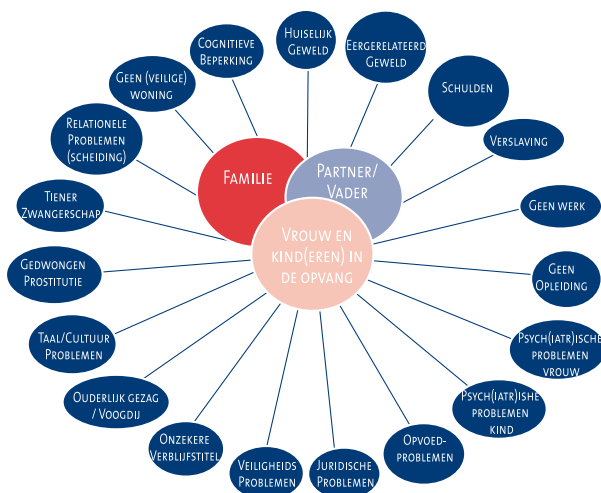 Huiselijk
Geweld
Eergerelateerd
Geweld
Cognitieve
Beperking
Geen (veilige)
woning
Schulden
Relationele
Problemen
(scheiding)
Verslaving
Familie
Partner/
Vader
Tiener
Zwangerschap
Geen werk
Vrouw en
kind(eren) in
de opvang
Gedwongen
Prostitutie
Geen
Opleiding
Taal/Cultuur
Problemen
Psych(iatr)ische
problemen
vrouw
Ouderlijk gezag
/ Voogdij
Psych(iatr)ishe
problemen
kind
Onzekere
Verblijfstitel
Opvoed-
problemen
Veiligheids
Problemen
Juridische
Problemen